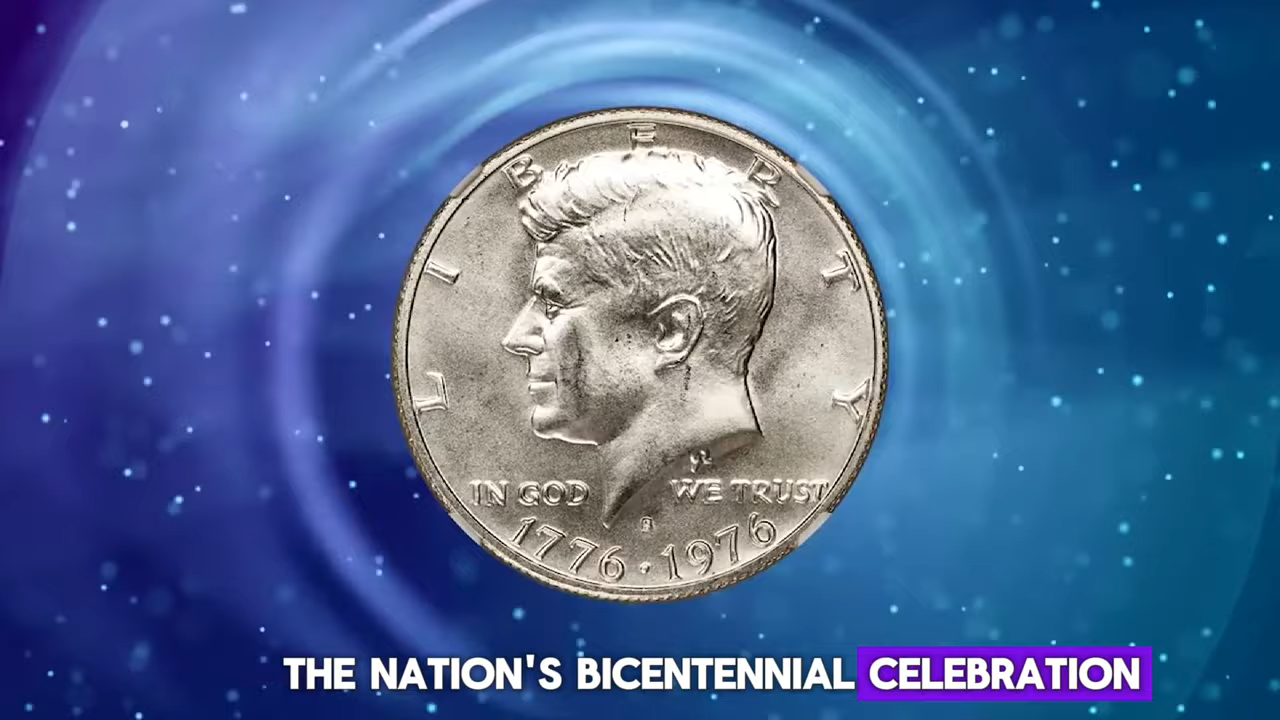 LIBERTY
IN GOD WE TRUST
S
1776 • 1976
THE NATION'S BICENTENNIAL CELEBRATION